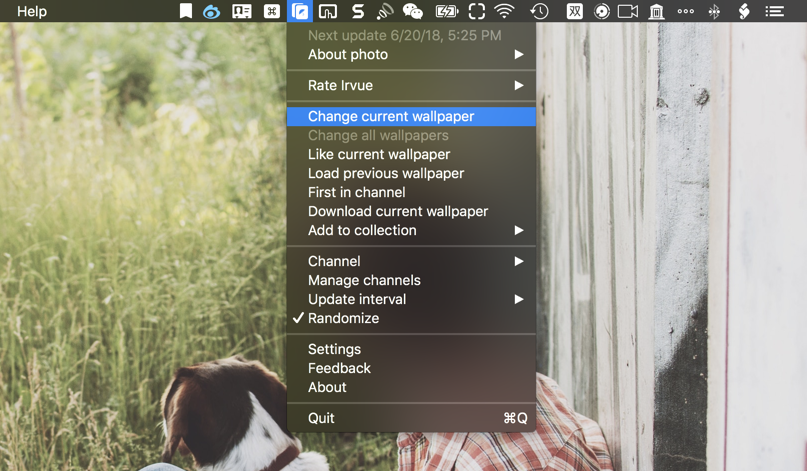 Help
双
Next update 6/20/18, 5:25 PM
About photo
Rate Irvue
Change current wallpaper
Change all wallpapers
Like current wallpaper
Load previous wallpaper
First in channel
Download current wallpaper
Add to collection
Channel
Manage channels
Update interval
Randomize
Settings
Feedback
About
Quit ⌘Q